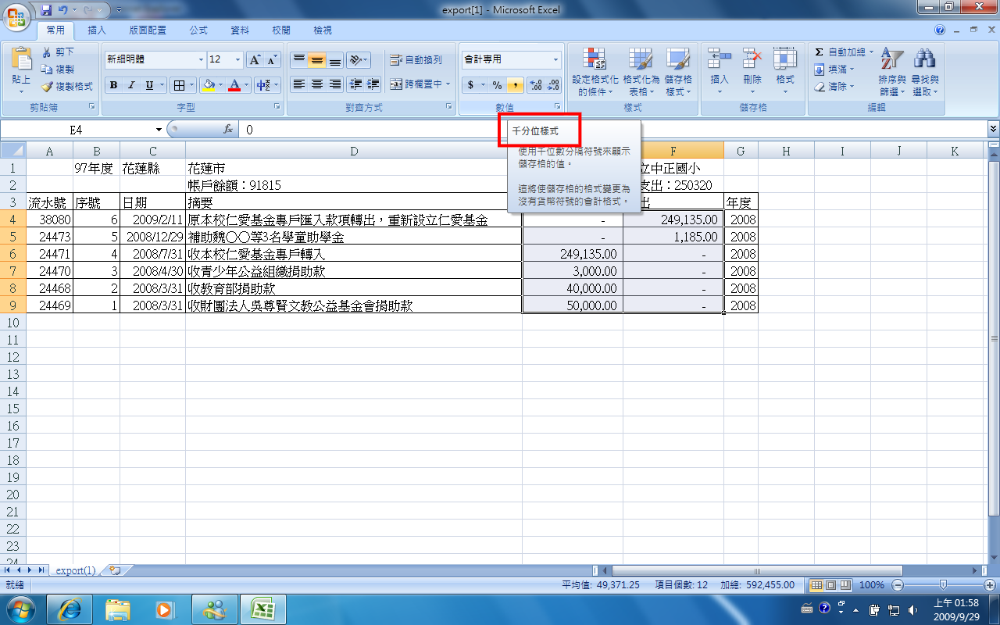 export[1] - Microsoft Excel
常用 插入 版面配置 公式 資料 校閱 檢視
貼上 剪下 複製 複製格式 剪貼簿
新細明體 12 A A B I U A 中 字型
自動換列 跨欄置中 對齊方式
會計專用 $ % , .00 .00 數值
設定格式化的條件 格式化為表格 儲存格樣式 樣式
插入 刪除 格式 儲存格
Σ 自動加總 填滿 清除 排序與篩選 尋找與選取 編輯
E4 fx 0
千分位樣式
使用千位數分隔符號來顯示
儲存格的值。
這將使儲存格的格式變更為
沒有貨幣符號的會計格式。
A B C D F G H I J K
1 97年度 花蓮縣 花蓮市 立中正國小
2 帳戶餘額：91815 支出：250320
3 流水號 序號 日期 摘要 出 年度
4 38080 6 2009/2/11 原本校仁愛基金專戶匯入款項轉出，重新設立仁愛基金 - 249,135.00 2008
5 24473 5 2008/12/29 補助魏〇〇等3名學童助學金 - 1,185.00 2008
6 24471 4 2008/7/31 收本校仁愛基金專戶轉入 249,135.00 - 2008
7 24470 3 2008/4/30 收青少年公益組織捐助款 3,000.00 - 2008
8 24468 2 2008/3/31 收教育部捐助款 40,000.00 - 2008
9 24469 1 2008/3/31 收財團法人吳尊賢文教公益基金會捐助款 50,000.00 - 2008
10
11
12
13
14
15
16
17
18
19
20
21
22
23
24
export(1)
就緒 平均值: 49,371.25 項目個數: 12 加總: 592,455.00 100%
上午 01:58
2009/9/29